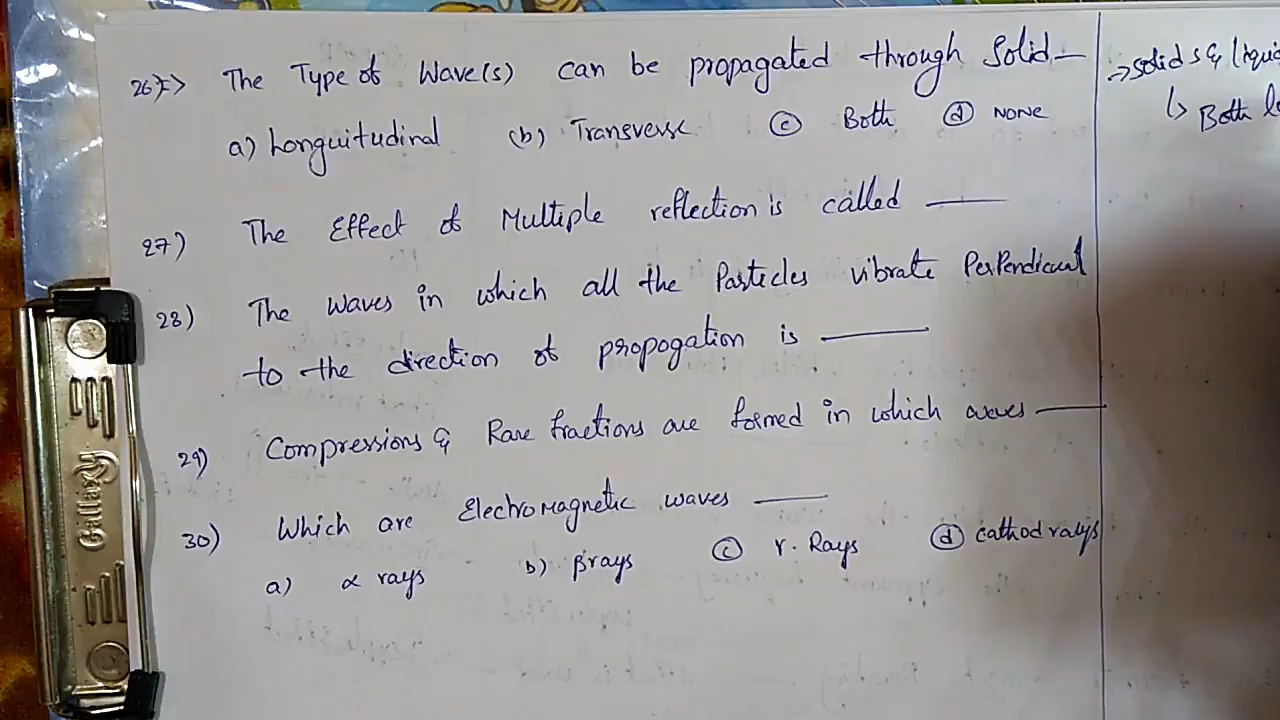 26) The Type of Wave(s) can be propagated through Solid —
a) Longuitudinal (b) Transverse (c) Both (d) NONE
27) The Effect of Multiple reflection is called ——
28) The waves in which all the Particles vibrate Perpendicual
to the direction of propogation is ——
29) Compressions & Rare fractions are formed in which waves ——
30) Which are Electromagnetic waves ——
a) α rays b) βrays (c) r. Rays (d) cathod rays
→ Solids &
↳ Both
Gillaxy